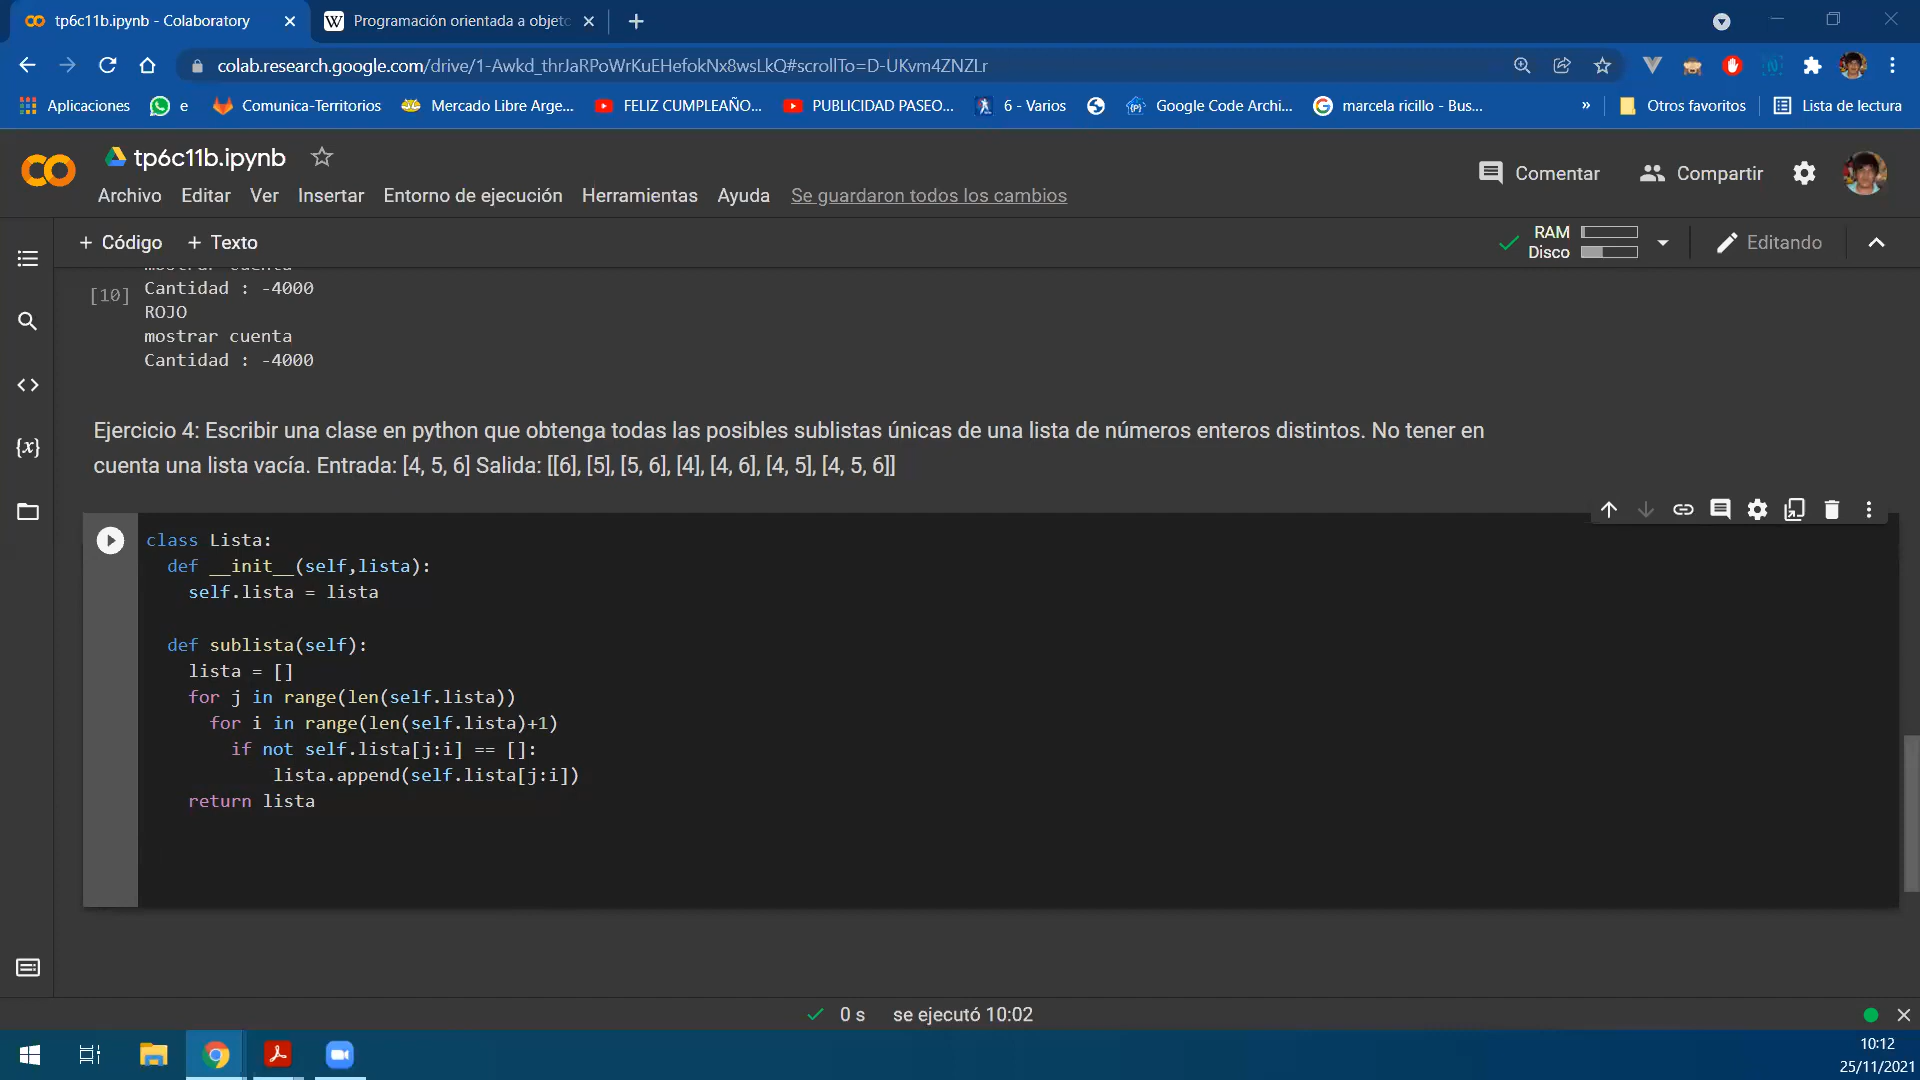 tp6c11b.ipynb - Colaboratory
Programación orientada a objeto
colab.research.google.com/drive/1-Awkd_thrJaRPoWrKuEHefokNx8wsLkQ#scrollTo=D-UKvm4ZNZLr
Aplicaciones e Comunica-Territorios Mercado Libre Arge... FELIZ CUMPLEAÑO... PUBLICIDAD PASEO... 6 - Varios Google Code Archi... marcela ricillo - Bus... » Otros favoritos Lista de lectura
tp6c11b.ipynb
Comentar Compartir
Archivo Editar Ver Insertar Entorno de ejecución Herramientas Ayuda Se guardaron todos los cambios
+ Código + Texto
RAM
Disco
Editando
mostrar cuenta
[10]
Cantidad : -4000
ROJO
mostrar cuenta
Cantidad : -4000
Ejercicio 4: Escribir una clase en python que obtenga todas las posibles sublistas únicas de una lista de números enteros distintos. No tener en
cuenta una lista vacía. Entrada: [4, 5, 6] Salida: [[6], [5], [5, 6], [4], [4, 6], [4, 5], [4, 5, 6]]
class Lista:
def __init__(self,lista):
self.lista = lista
def sublista(self):
lista = []
for j in range(len(self.lista))
for i in range(len(self.lista)+1)
if not self.lista[j:i] == []:
lista.append(self.lista[j:i])
return lista
0 s se ejecutó 10:02
10:12
25/11/2021